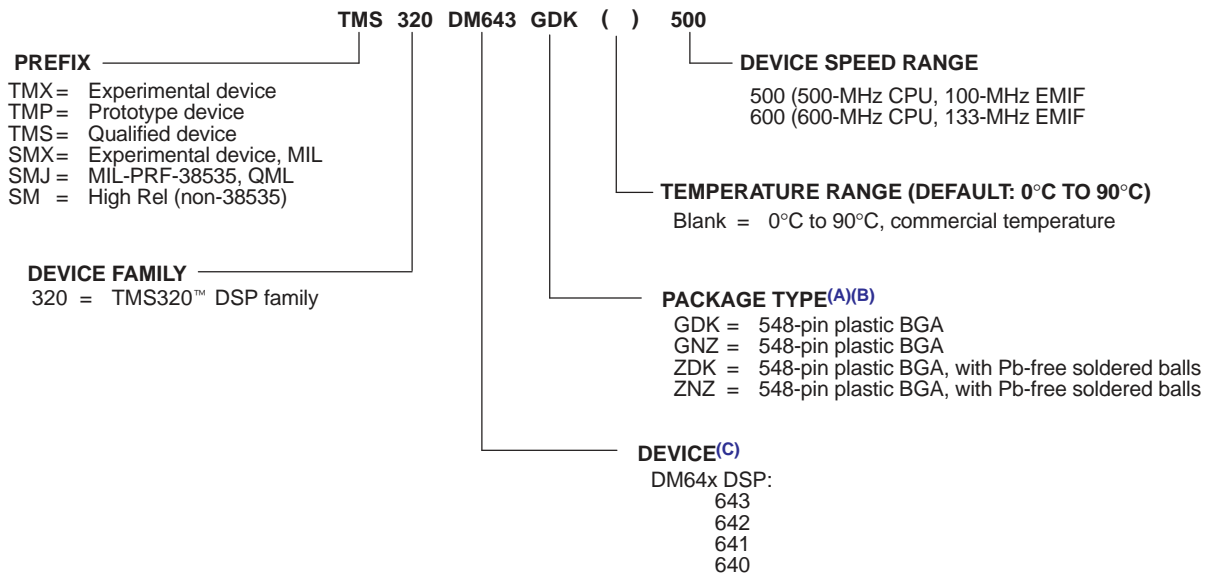 TMS 320 DM643 GDK ( ) 500
PREFIX
TMX = Experimental device
TMP = Prototype device
TMS = Qualified device
SMX = Experimental device, MIL
SMJ = MIL-PRF-38535, QML
SM = High Rel (non-38535)
DEVICE SPEED RANGE
500 (500-MHz CPU, 100-MHz EMIF
600 (600-MHz CPU, 133-MHz EMIF
TEMPERATURE RANGE (DEFAULT: 0°C TO 90°C)
Blank = 0°C to 90°C, commercial temperature
DEVICE FAMILY
320 = TMS320™ DSP family
PACKAGE TYPE(A)(B)
GDK = 548-pin plastic BGA
GNZ = 548-pin plastic BGA
ZDK = 548-pin plastic BGA, with Pb-free soldered balls
ZNZ = 548-pin plastic BGA, with Pb-free soldered balls
DEVICE(C)
DM64x DSP:
643
642
641
640